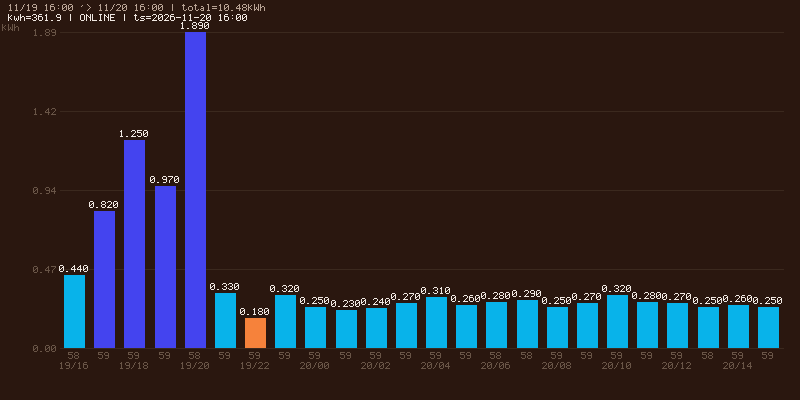 11/19 16:00 -> 11/20 16:00 | total=10.48KWh
Kwh=361.9 | ONLINE | ts=2026-11-20 16:00
KWh
1.89
1.42
0.94
0.47
0.00
0.440 0.820 1.250 0.970 1.890 0.330 0.180 0.320 0.250 0.230 0.240 0.270 0.310 0.260 0.280 0.290 0.250 0.270 0.320 0.280 0.270 0.250 0.260 0.250
58 59 59 59 58 59 59 59 59 59 59 59 59 59 58 58 59 59 59 59 59 58 59 59
19/16 19/18 19/20 19/22 20/00 20/02 20/04 20/06 20/08 20/10 20/12 20/14